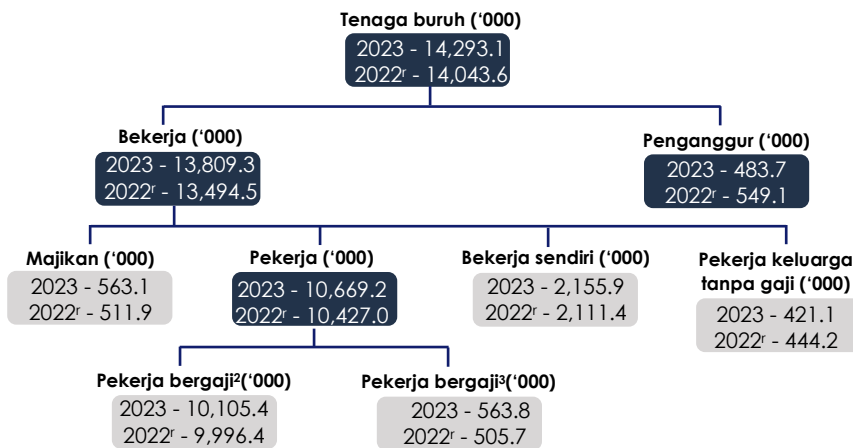 Tenaga buruh (‘000)
2023 - 14,293.1
2022ʳ - 14,043.6
Bekerja (‘000)
2023 - 13,809.3
2022ʳ - 13,494.5
Penganggur (‘000)
2023 - 483.7
2022ʳ - 549.1
Majikan (‘000)
2023 - 563.1
2022ʳ - 511.9
Pekerja (‘000)
2023 - 10,669.2
2022ʳ - 10,427.0
Bekerja sendiri (‘000)
2023 - 2,155.9
2022ʳ - 2,111.4
Pekerja keluarga
tanpa gaji (‘000)
2023 - 421.1
2022ʳ - 444.2
Pekerja bergaji²(‘000)
2023 - 10,105.4
2022ʳ - 9,996.4
Pekerja bergaji³(‘000)
2023 - 563.8
2022ʳ - 505.7